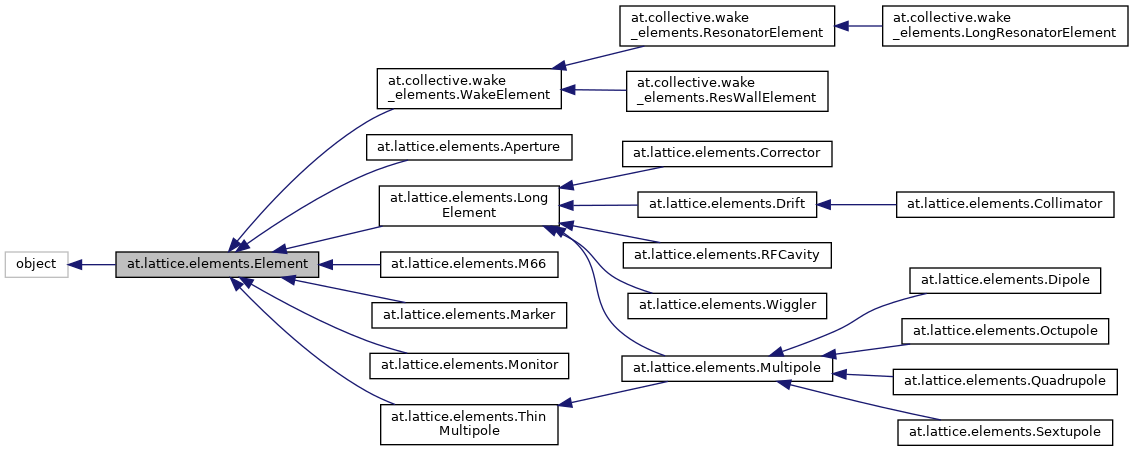 at.collective.wake
_elements.ResonatorElement
at.collective.wake
_elements.LongResonatorElement
at.collective.wake
_elements.WakeElement
at.collective.wake
_elements.ResWallElement
at.lattice.elements.Aperture
at.lattice.elements.Corrector
at.lattice.elements.Long
Element
at.lattice.elements.Drift
at.lattice.elements.Collimator
object
at.lattice.elements.Element
at.lattice.elements.M66
at.lattice.elements.RFCavity
at.lattice.elements.Marker
at.lattice.elements.Wiggler
at.lattice.elements.Dipole
at.lattice.elements.Monitor
at.lattice.elements.Multipole
at.lattice.elements.Octupole
at.lattice.elements.Quadrupole
at.lattice.elements.Thin
Multipole
at.lattice.elements.Sextupole